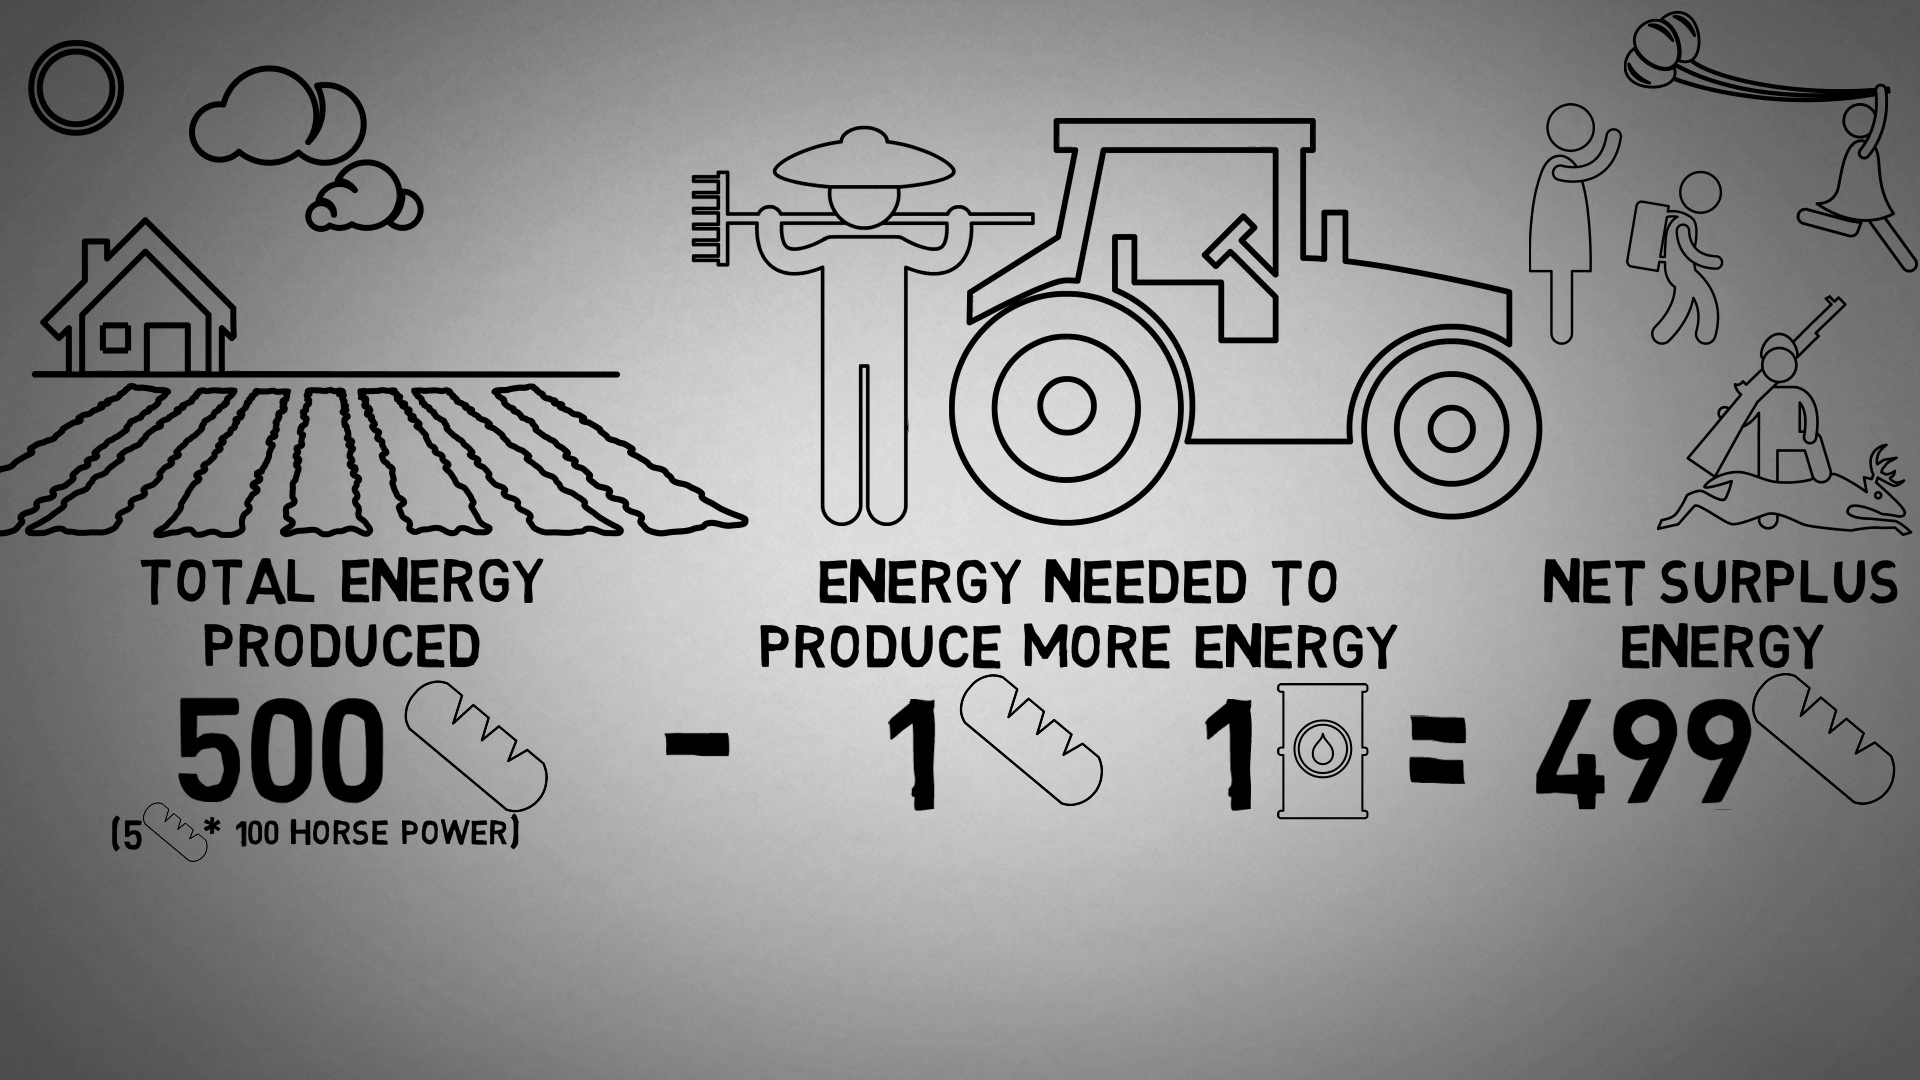 TOTAL ENERGY
PRODUCED
500
(5 * 100 HORSE POWER)
-
ENERGY NEEDED TO
PRODUCE MORE ENERGY
1 1
=
NET SURPLUS
ENERGY
499